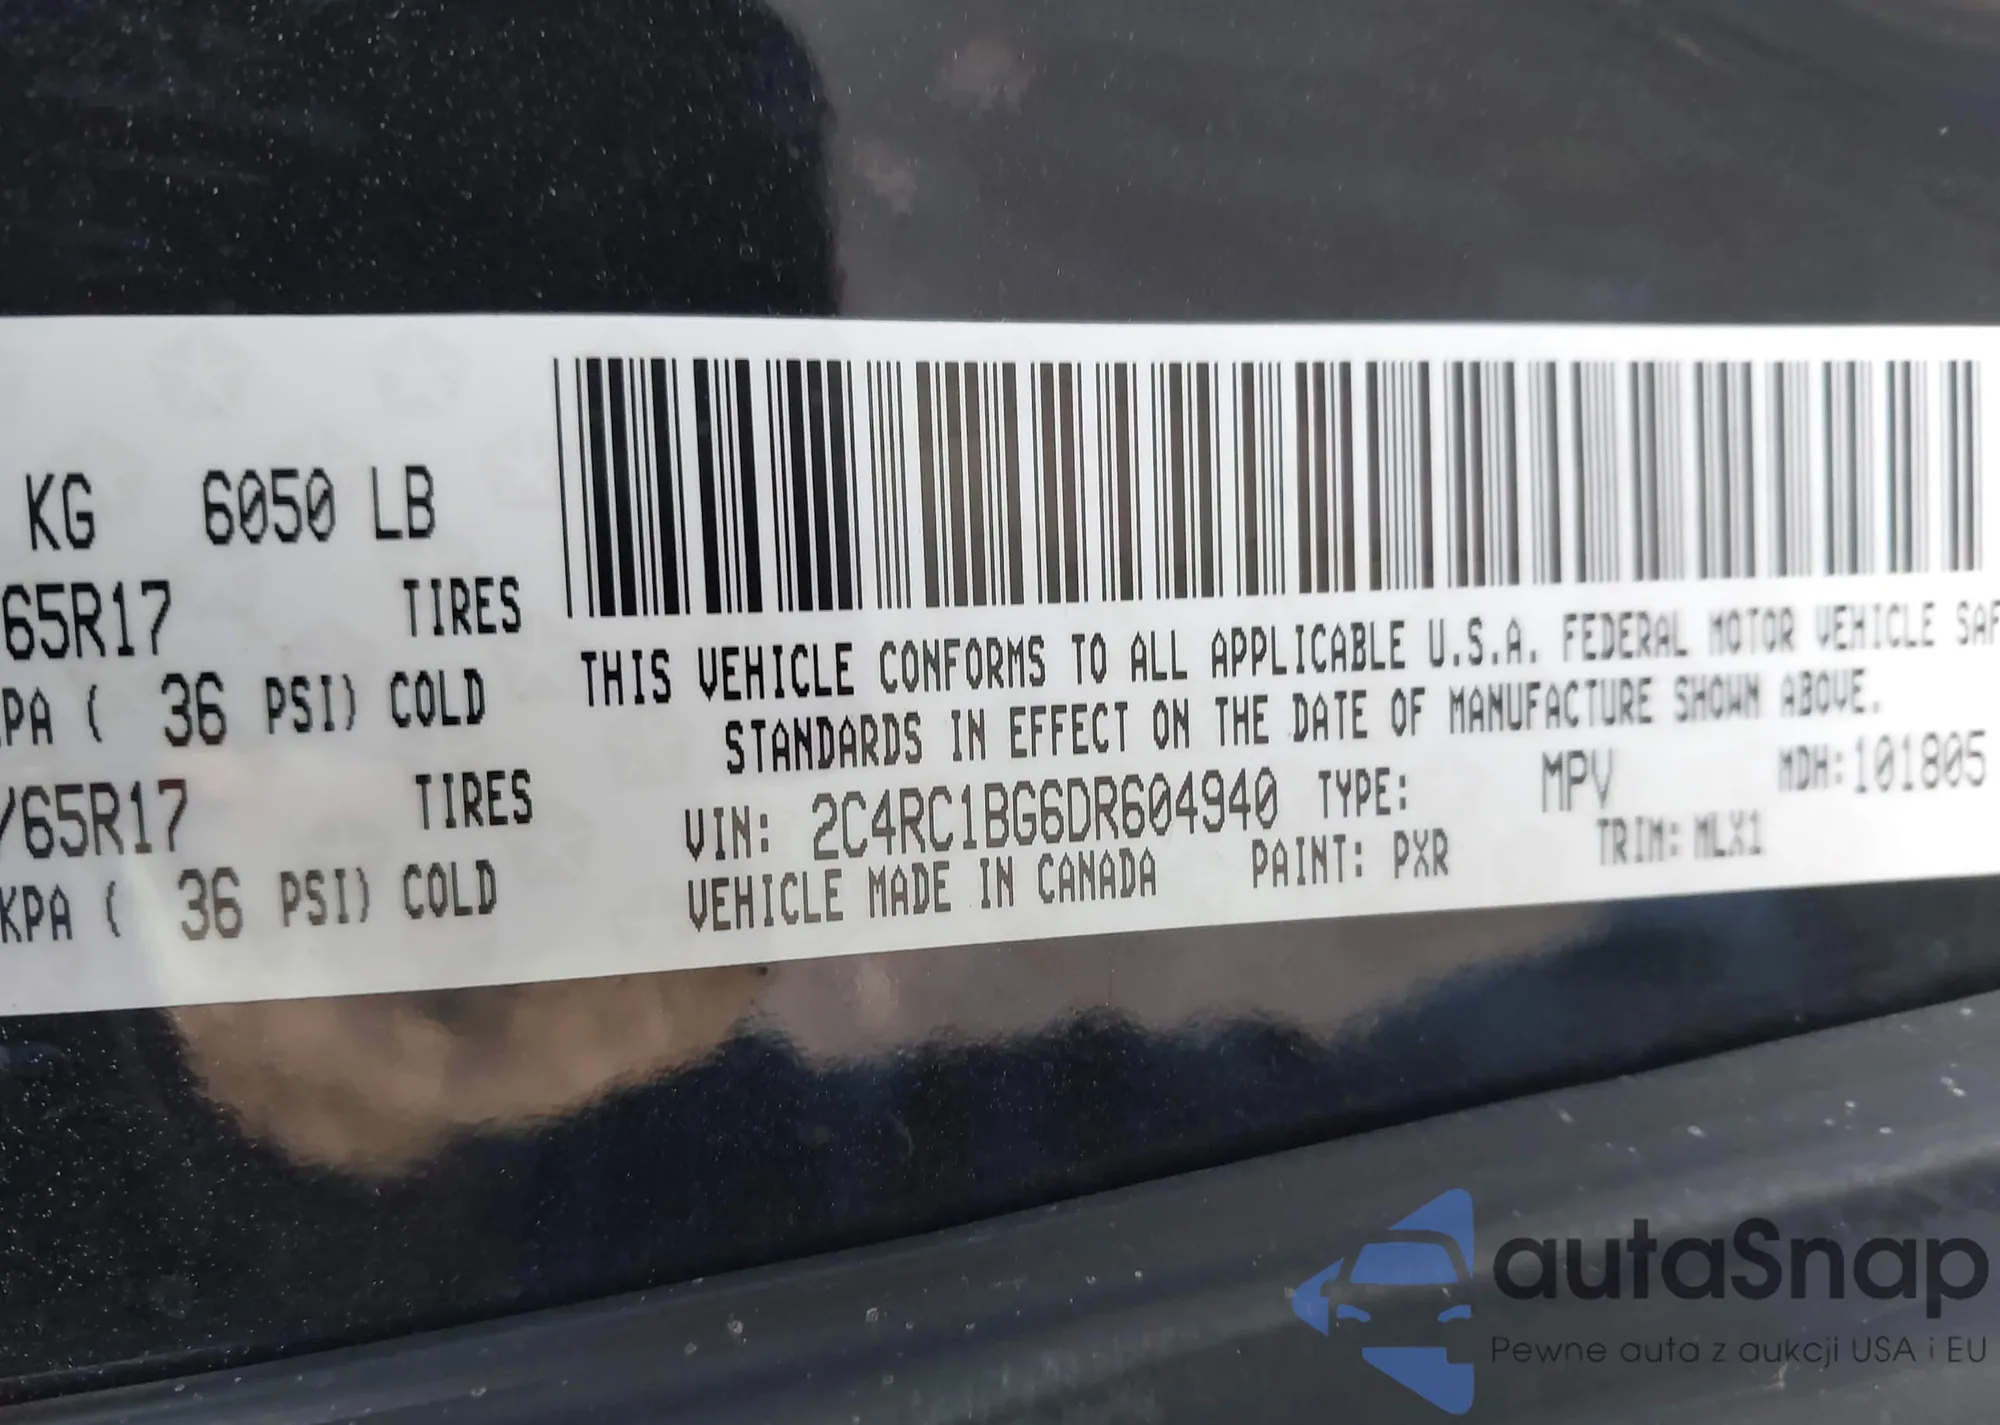 KG 6050 LB
65R17 TIRES
PA ( 36 PSI) COLD
/65R17 TIRES
KPA ( 36 PSI) COLD
THIS VEHICLE CONFORMS TO ALL APPLICABLE U.S.A. FEDERAL MOTOR VEHICLE SAF
STANDARDS IN EFFECT ON THE DATE OF MANUFACTURE SHOWN ABOVE.
VIN: 2C4RC1BG6DR604940 TYPE: MPV MDH:101805
VEHICLE MADE IN CANADA PAINT: PXR TRIM: MLX1
autaSnap
Pewne auta z aukcji USA i EU